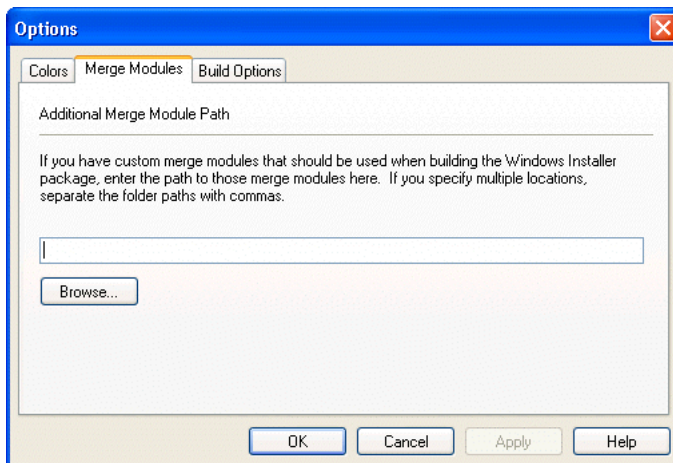 Options
Colors Merge Modules Build Options
Additional Merge Module Path
If you have custom merge modules that should be used when building the Windows Installer
package, enter the path to those merge modules here. If you specify multiple locations,
separate the folder paths with commas.
Browse...
OK Cancel Apply Help